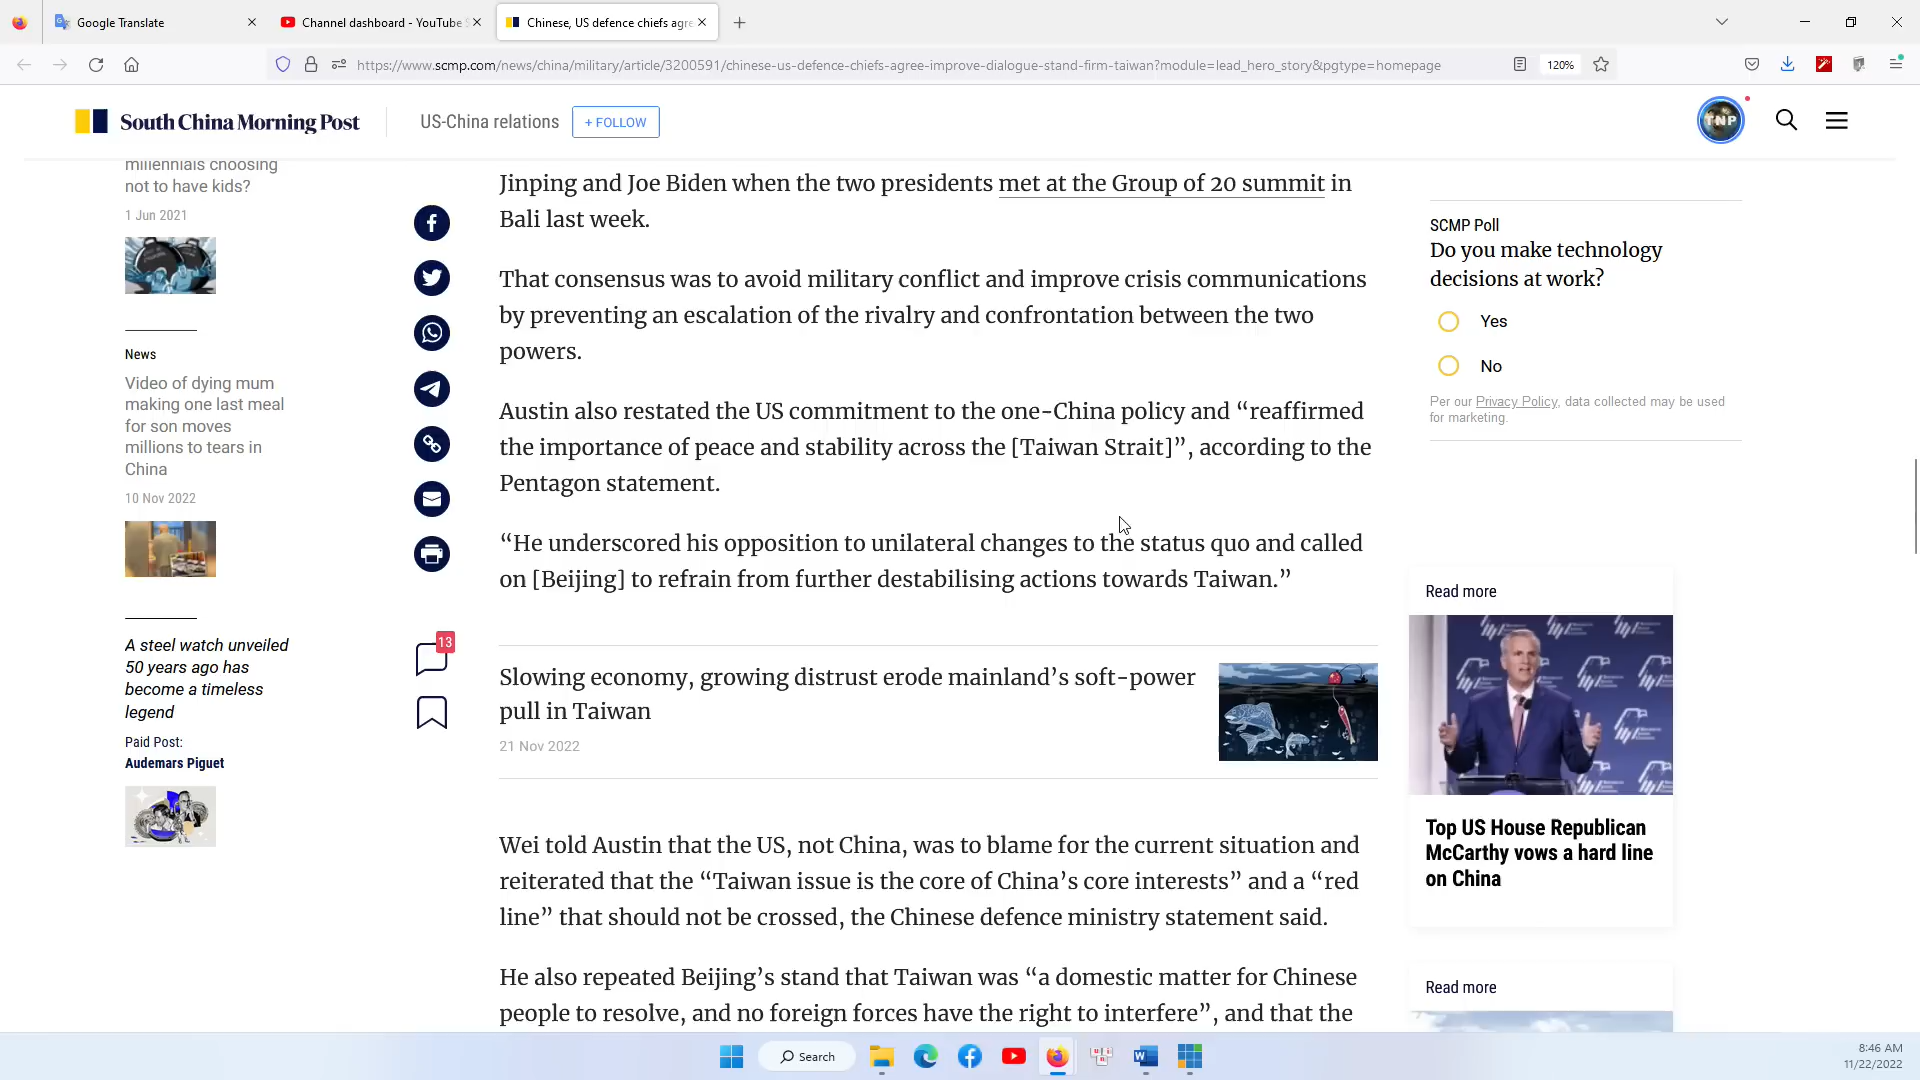 Google Translate
Channel dashboard - YouTube S
Chinese, US defence chiefs agre
https://www.scmp.com/news/china/military/article/3200591/chinese-us-defence-chiefs-agree-improve-dialogue-stand-firm-taiwan?module=lead_hero_story&pgtype=homepage
120%
South China Morning Post
US-China relations
+ FOLLOW
TNP
millennials choosing
not to have kids?
1 Jun 2021
News
Video of dying mum
making one last meal
for son moves
millions to tears in
China
10 Nov 2022
A steel watch unveiled
50 years ago has
become a timeless
legend
Paid Post:
Audemars Piguet
13
Jinping and Joe Biden when the two presidents met at the Group of 20 summit in
Bali last week.
That consensus was to avoid military conflict and improve crisis communications
by preventing an escalation of the rivalry and confrontation between the two
powers.
Austin also restated the US commitment to the one-China policy and “reaffirmed
the importance of peace and stability across the [Taiwan Strait]”, according to the
Pentagon statement.
“He underscored his opposition to unilateral changes to the status quo and called
on [Beijing] to refrain from further destabilising actions towards Taiwan.”
Slowing economy, growing distrust erode mainland’s soft-power
pull in Taiwan
21 Nov 2022
Wei told Austin that the US, not China, was to blame for the current situation and
reiterated that the “Taiwan issue is the core of China’s core interests” and a “red
line” that should not be crossed, the Chinese defence ministry statement said.
He also repeated Beijing’s stand that Taiwan was “a domestic matter for Chinese
people to resolve, and no foreign forces have the right to interfere”, and that the
SCMP Poll
Do you make technology
decisions at work?
Yes
No
Per our Privacy Policy, data collected may be used
for marketing.
Read more
Top US House Republican
McCarthy vows a hard line
on China
Read more
Search
8:46 AM
11/22/2022